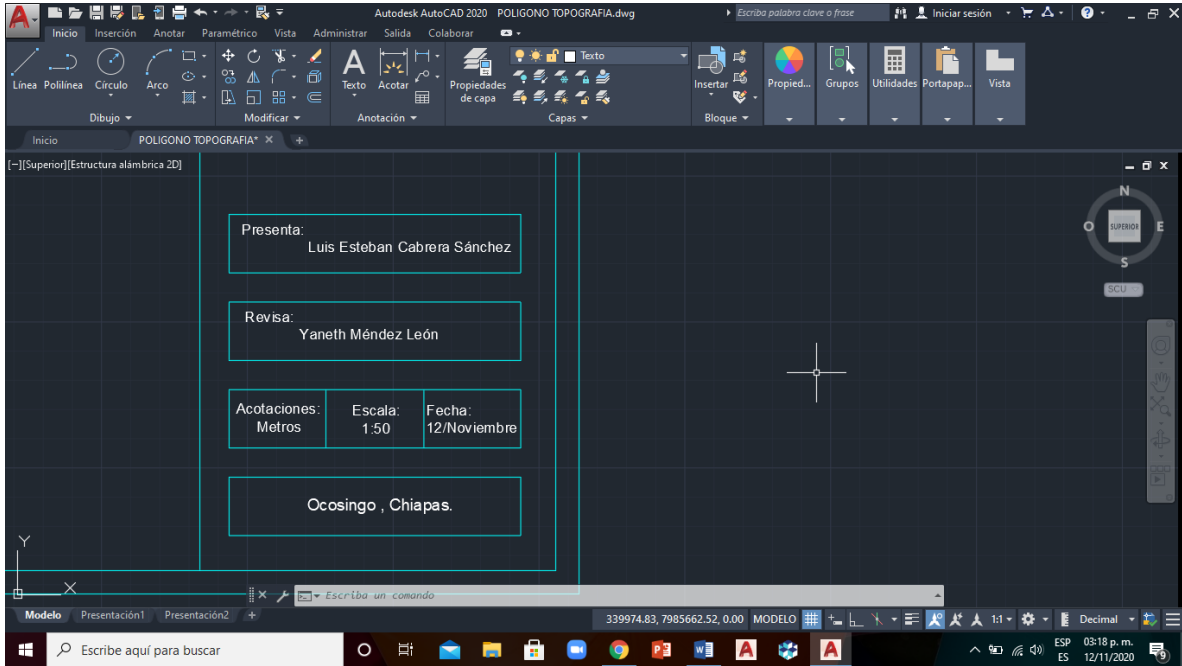 Autodesk AutoCAD 2020 POLIGONO TOPOGRAFIA.dwg
Escriba palabra clave o frase
Iniciar sesión
Inicio Inserción Anotar Paramétrico Vista Administrar Salida Colaborar
Texto
Línea Polilínea Círculo Arco
Texto Acotar
Propiedades de capa
Insertar
Propied... Grupos Utilidades Portapap... Vista
Dibujo Modificar Anotación Capas Bloque
Inicio POLIGONO TOPOGRAFIA*
[−][Superior][Estructura alámbrica 2D]
N
O SUPERIOR E
S
SCU
Presenta:
Luis Esteban Cabrera Sánchez
Revisa:
Yaneth Méndez León
Acotaciones: Escala: Fecha:
Metros 1:50 12/Noviembre
Ocosingo , Chiapas.
Y
X
Escriba un comando
Modelo Presentación1 Presentación2 +
339974.83, 7985662.52, 0.00 MODELO 1:1 Decimal
Escribe aquí para buscar
ESP 03:18 p. m.
ES 12/11/2020
9